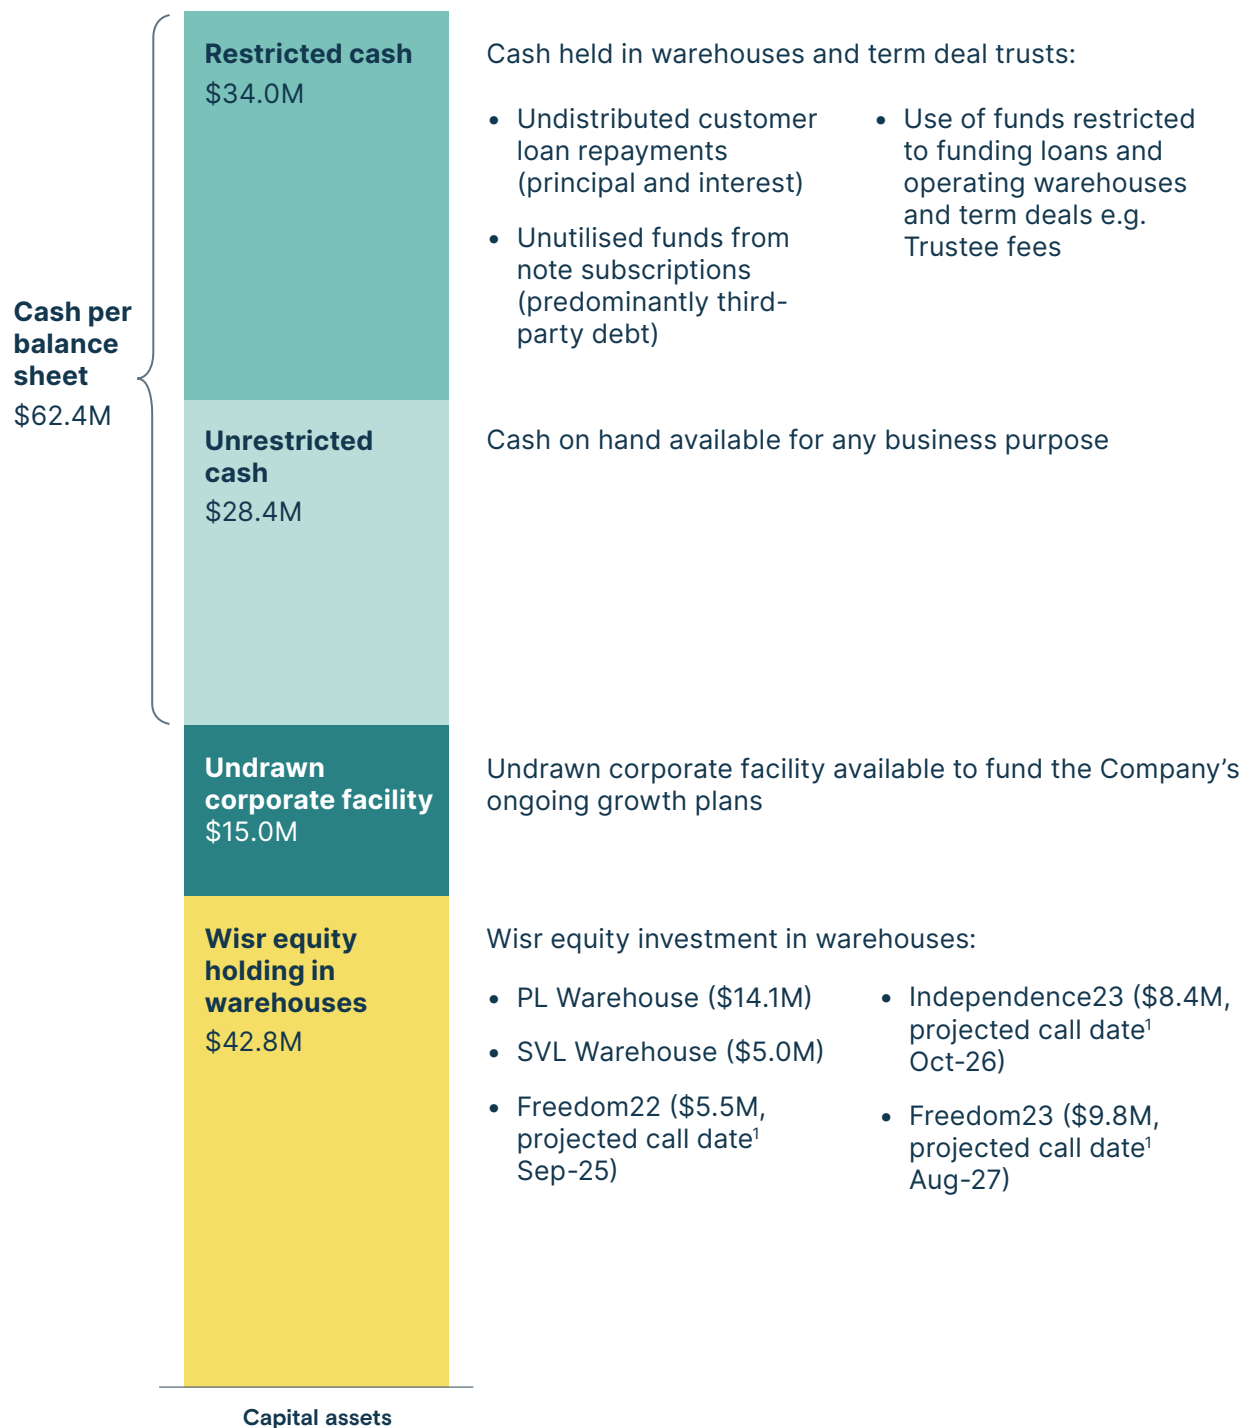 Cash per
balance
sheet
$62.4M
Restricted cash
$34.0M
Cash held in warehouses and term deal trusts:
• Undistributed customer
loan repayments
(principal and interest)
• Unutilised funds from
note subscriptions
(predominantly third-
party debt)
• Use of funds restricted
to funding loans and
operating warehouses
and term deals e.g.
Trustee fees
Unrestricted
cash
$28.4M
Cash on hand available for any business purpose
Undrawn
corporate facility
$15.0M
Undrawn corporate facility available to fund the Company’s
ongoing growth plans
Wisr equity
holding in
warehouses
$42.8M
Wisr equity investment in warehouses:
• PL Warehouse ($14.1M)
• SVL Warehouse ($5.0M)
• Freedom22 ($5.5M,
projected call date¹
Sep-25)
• Independence23 ($8.4M,
projected call date¹
Oct-26)
• Freedom23 ($9.8M,
projected call date¹
Aug-27)
Capital assets